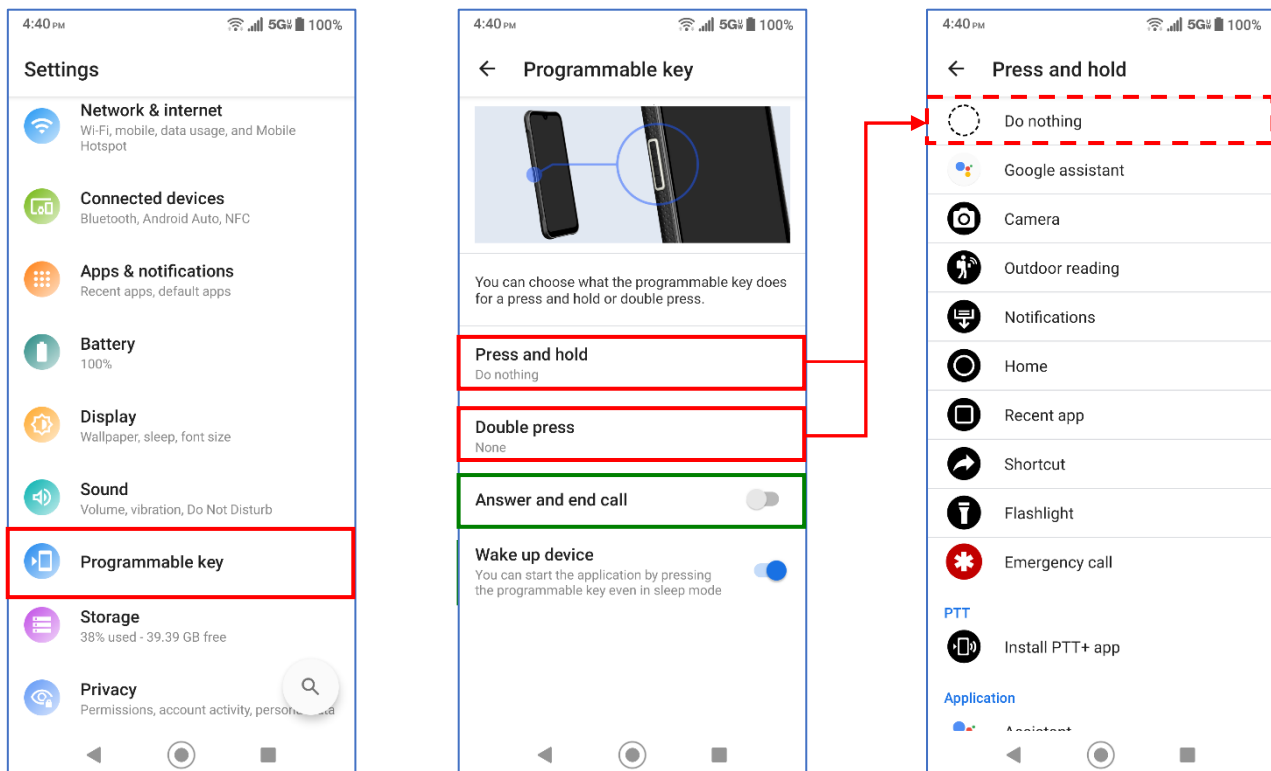 4:40 PM 5G 100%
Settings
Network & internet
Wi-Fi, mobile, data usage, and Mobile
Hotspot
Connected devices
Bluetooth, Android Auto, NFC
Apps & notifications
Recent apps, default apps
Battery
100%
Display
Wallpaper, sleep, font size
Sound
Volume, vibration, Do Not Disturb
Programmable key
Storage
38% used - 39.39 GB free
Privacy
Permissions, account activity,
4:40 PM 5G 100%
Programmable key
You can choose what the programmable key does
for a press and hold or double press.
Press and hold
Do nothing
Double press
None
Answer and end call
Wake up device
You can start the application by pressing
the programmable key even in sleep mode
4:40 PM 5G 100%
Press and hold
Do nothing
Google assistant
Camera
Outdoor reading
Notifications
Home
Recent app
Shortcut
Flashlight
Emergency call
PTT
Install PTT+ app
Application
Assistant